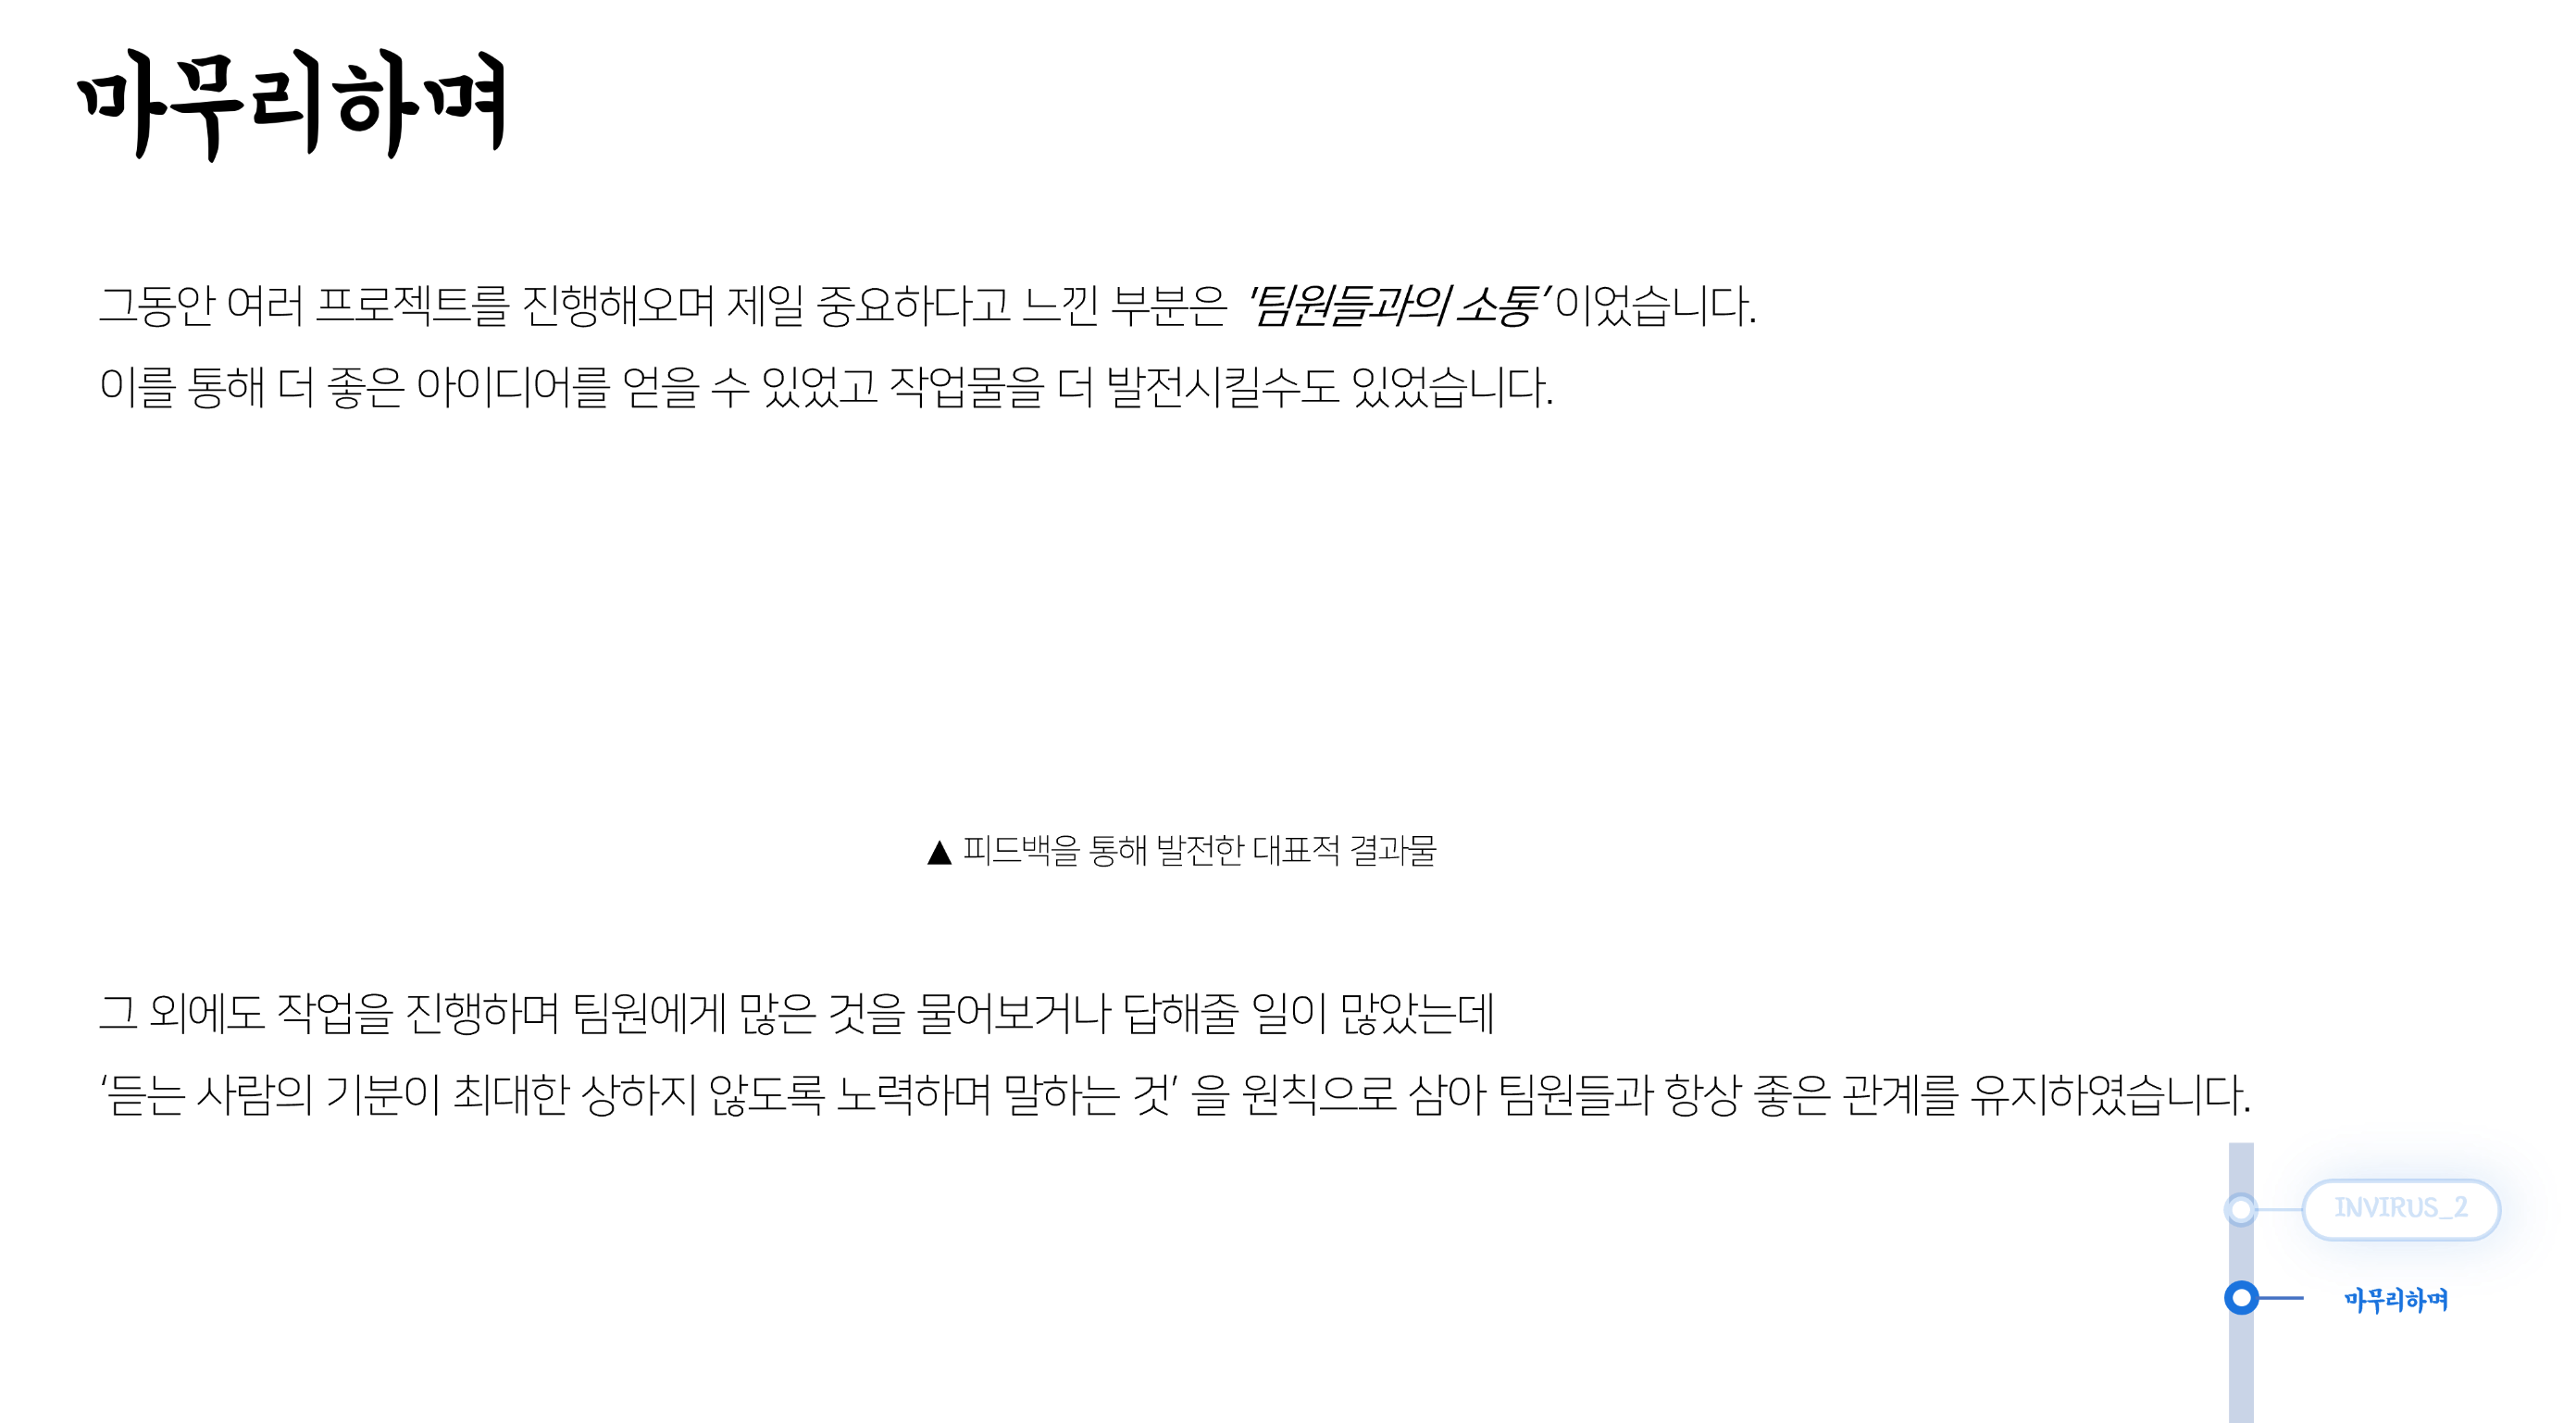 마무리하며
그동안 여러 프로젝트를 진행해오며 제일 중요하다고 느낀 부분은 '팀원들과의 소통'이었습니다.
이를 통해 더 좋은 아이디어를 얻을 수 있었고 작업물을 더 발전시킬수도 있었습니다.
▲ 피드백을 통해 발전한 대표적 결과물
그 외에도 작업을 진행하며 팀원에게 많은 것을 물어보거나 답해줄 일이 많았는데
‘듣는 사람의 기분이 최대한 상하지 않도록 노력하며 말하는 것’ 을 원칙으로 삼아 팀원들과 항상 좋은 관계를 유지하였습니다.
INVIRUS_2
마무리하며